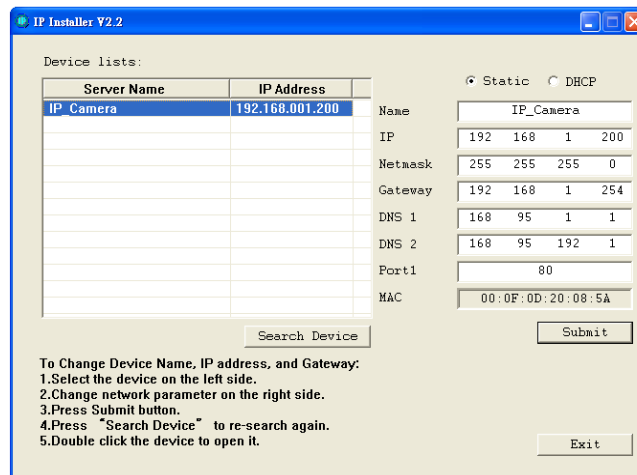 IP Installer V2.2
Device lists:
Server Name IP Address
IP_Camera 192.168.001.200
Static DHCP
Name IP_Camera
IP 192 168 1 200
Netmask 255 255 255 0
Gateway 192 168 1 254
DNS 1 168 95 1 1
DNS 2 168 95 192 1
Port1 80
MAC 00:0F:0D:20:08:5A
Search Device
Submit
To Change Device Name, IP address, and Gateway:
1.Select the device on the left side.
2.Change network parameter on the right side.
3.Press Submit button.
4.Press “Search Device” to re-search again.
5.Double click the device to open it.
Exit